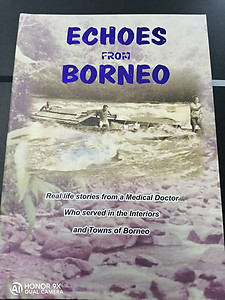 ECHOES
FROM
BORNEO
Real life stories from a Medical Doctor
Who served in the Interiors
and Towns of Borneo
HONOR 9X
DUAL CAMERA